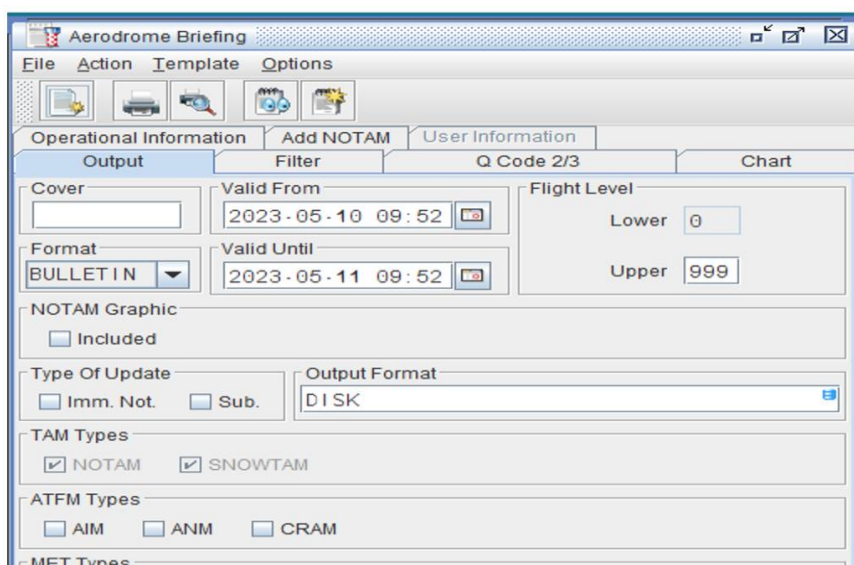 Aerodrome Briefing
File Action Template Options
Operational Information Add NOTAM User Information
Output Filter Q Code 2/3 Chart
Cover Valid From Flight Level
2023-05-10 09:52 Lower 0
Format Valid Until
BULLETIN 2023-05-11 09:52 Upper 999
NOTAM Graphic
Included
Type Of Update Output Format
Imm. Not. Sub. DISK
TAM Types
NOTAM SNOWTAM
ATFM Types
AIM ANM CRAM
MET Types